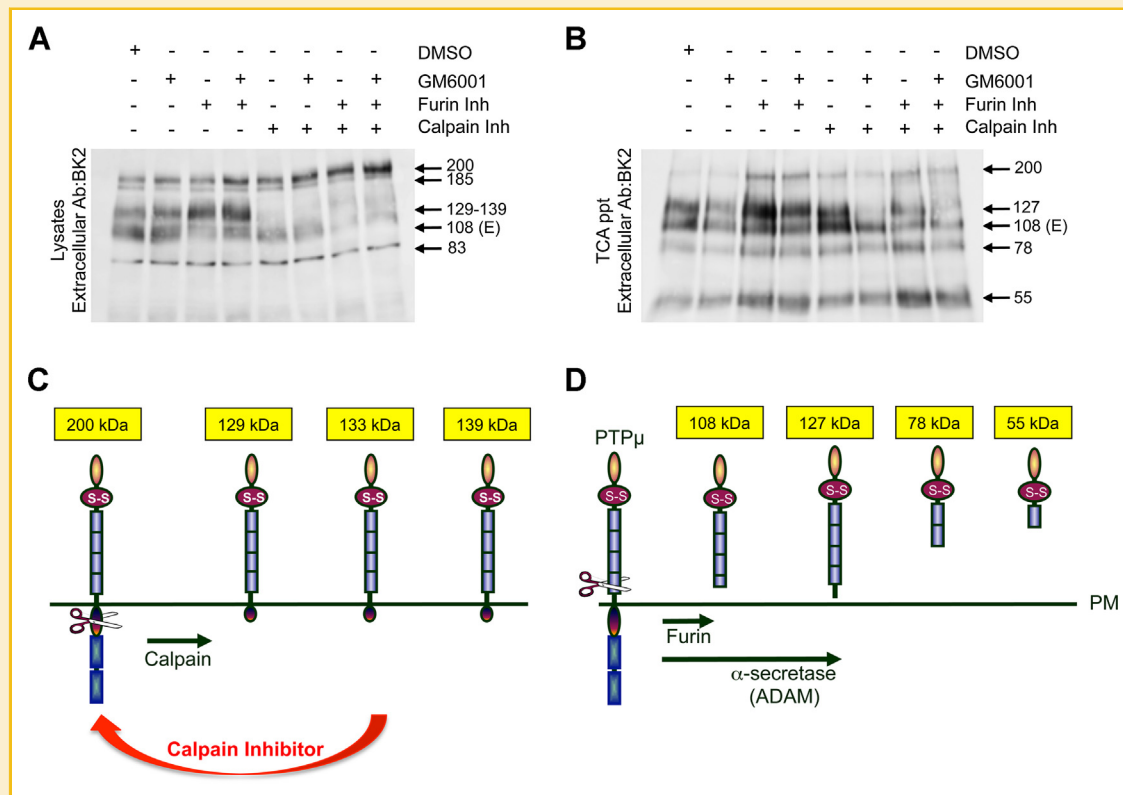 A
+ - - - - - - - DMSO
- + - + - + - + GM6001
- - + + - - + + Furin Inh
- - - - + + + + Calpain Inh
Lysates
Extracellular Ab:BK2
200
185
129-139
108 (E)
83
B
+ - - - - - - - DMSO
- + - + - + - + GM6001
- - + + - - + + Furin Inh
- - - - + + + + Calpain Inh
TCA ppt
Extracellular Ab:BK2
200
127
108 (E)
78
55
C
200 kDa 129 kDa 133 kDa 139 kDa
S-S S-S S-S S-S
Calpain
Calpain Inhibitor
D
PTPμ 108 kDa 127 kDa 78 kDa 55 kDa
S-S S-S S-S S-S S-S
PM
Furin
α-secretase
(ADAM)